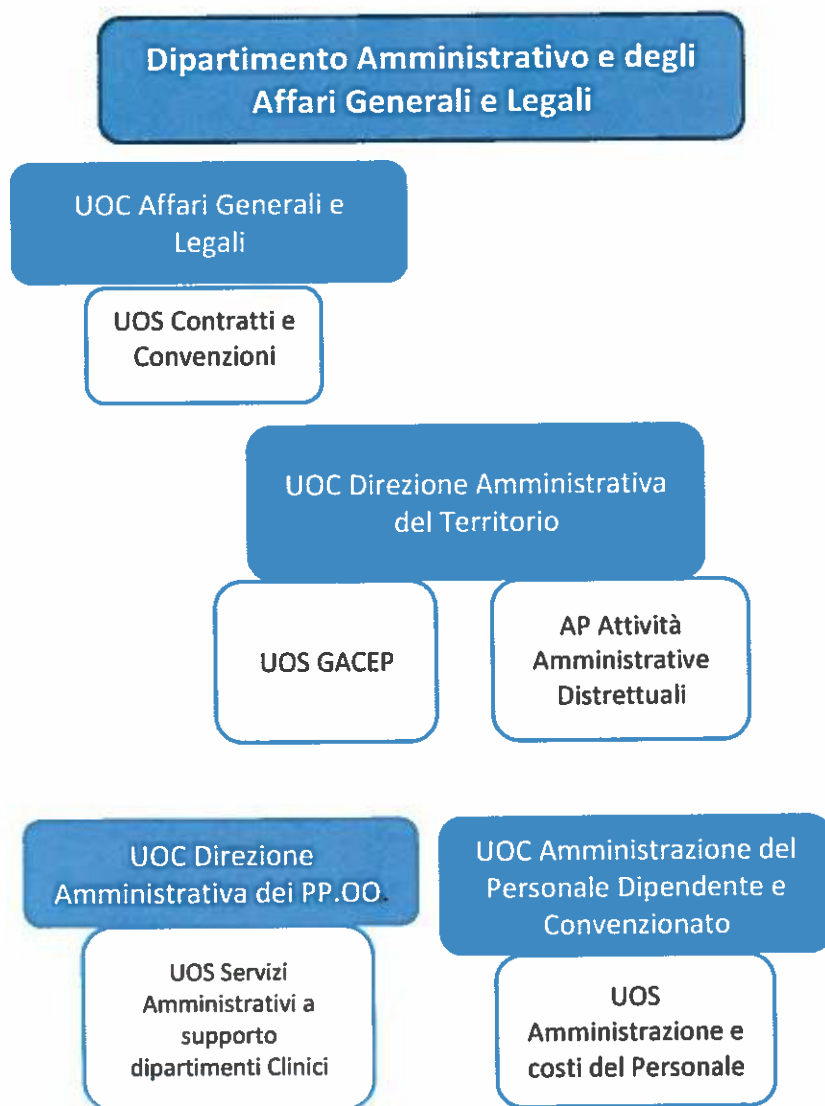 Dipartimento Amministrativo e degli
Affari Generali e Legali
UOC Affari Generali e
Legali
UOS Contratti e
Convenzioni
UOC Direzione Amministrativa
del Territorio
UOS GACEP
AP Attività
Amministrative
Distrettuali
UOC Direzione
Amministrativa dei PP.OO.
UOS Servizi
Amministrativi a
supporto
dipartimenti Clinici
UOC Amministrazione del
Personale Dipendente e
Convenzionato
UOS
Amministrazione e
costi del Personale